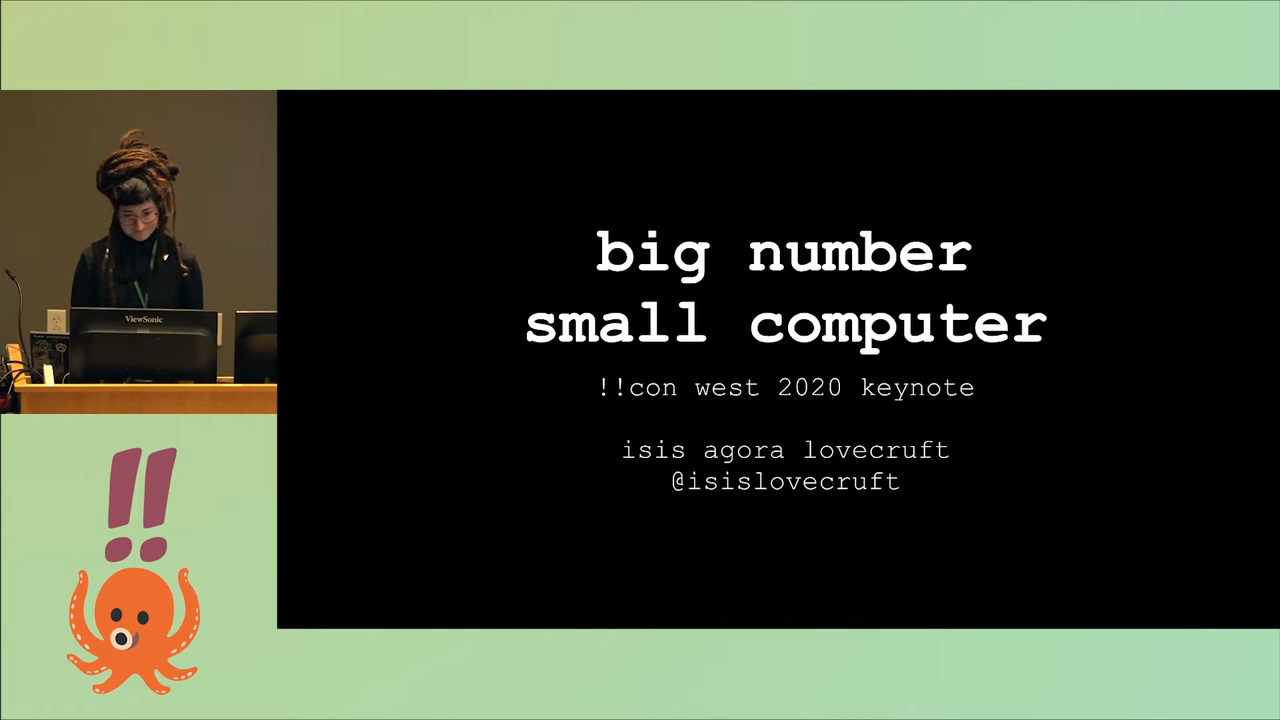 big number
small computer
!!con west 2020 keynote
isis agora lovecruft
@isislovecruft
ViewSonic
!!